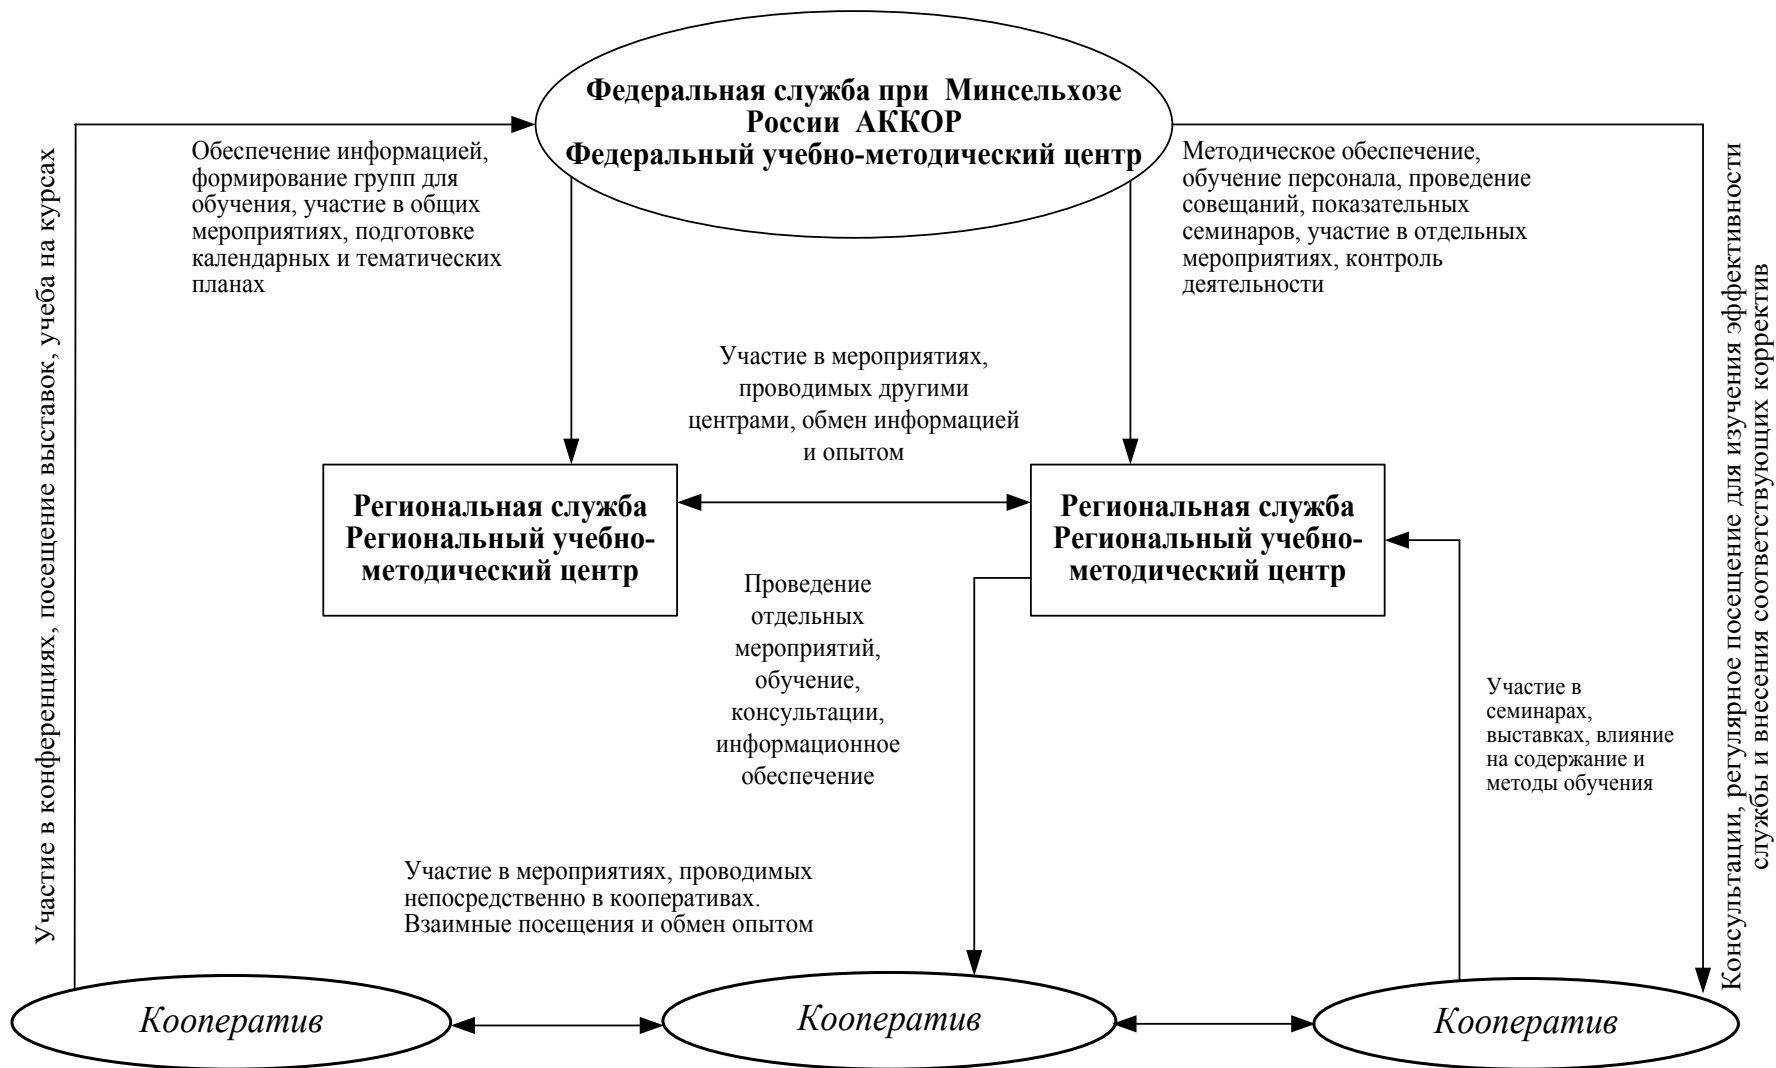 Федеральная служба при Минсельхозе
России АККОР
Федеральный учебно-методический центр
Обеспечение информацией,
формирование групп для
обучения, участие в общих
мероприятиях, подготовке
календарных и тематических
планах
Методическое обеспечение,
обучение персонала, проведение
совещаний, показательных
семинаров, участие в отдельных
мероприятиях, контроль
деятельности
Участие в конференциях, посещение выставок, учеба на курсах
Консультации, регулярное посещение для изучения эффективности
службы и внесения соответствующих корректив
Участие в мероприятиях,
проводимых другими
центрами, обмен информацией
и опытом
Региональная служба
Региональный учебно-
методический центр
Региональная служба
Региональный учебно-
методический центр
Проведение
отдельных
мероприятий,
обучение,
консультации,
информационное
обеспечение
Участие в
семинарах,
выставках, влияние
на содержание и
методы обучения
Участие в мероприятиях, проводимых
непосредственно в кооперативах.
Взаимные посещения и обмен опытом
Кооператив
Кооператив
Кооператив